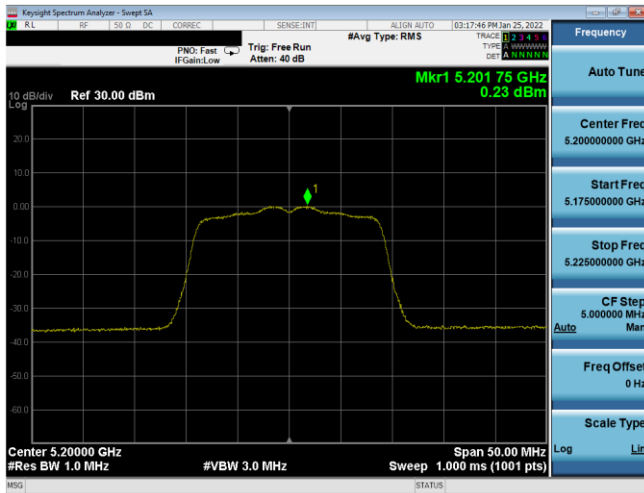 Keysight Spectrum Analyzer - Swept SA
RL RF 50 Ω DC CORREC SENSE:INT ALIGN AUTO 03:17:46 PM Jan 25, 2022
#Avg Type: RMS
TRACE 1 2 3 4 5 6
PNO: Fast Trig: Free Run TYPE A WWWWW
IFGain:Low Atten: 40 dB DET A N N N N N
Mkr1 5.201 75 GHz
10 dB/div Ref 30.00 dBm 0.23 dBm
Log
20.0
1
0.00
-10.0
-20.0
-30.0
-40.0
-50.0
-60.0
Center 5.20000 GHz Span 50.00 MHz
#Res BW 1.0 MHz #VBW 3.0 MHz Sweep 1.000 ms (1001 pts)
MSG STATUS
Frequency
Auto Tune
Center Freq
5.200000000 GHz
Start Freq
5.175000000 GHz
Stop Freq
5.225000000 GHz
CF Step
5.000000 MHz
Auto Man
Freq Offset
0 Hz
Scale Type
Log Lin